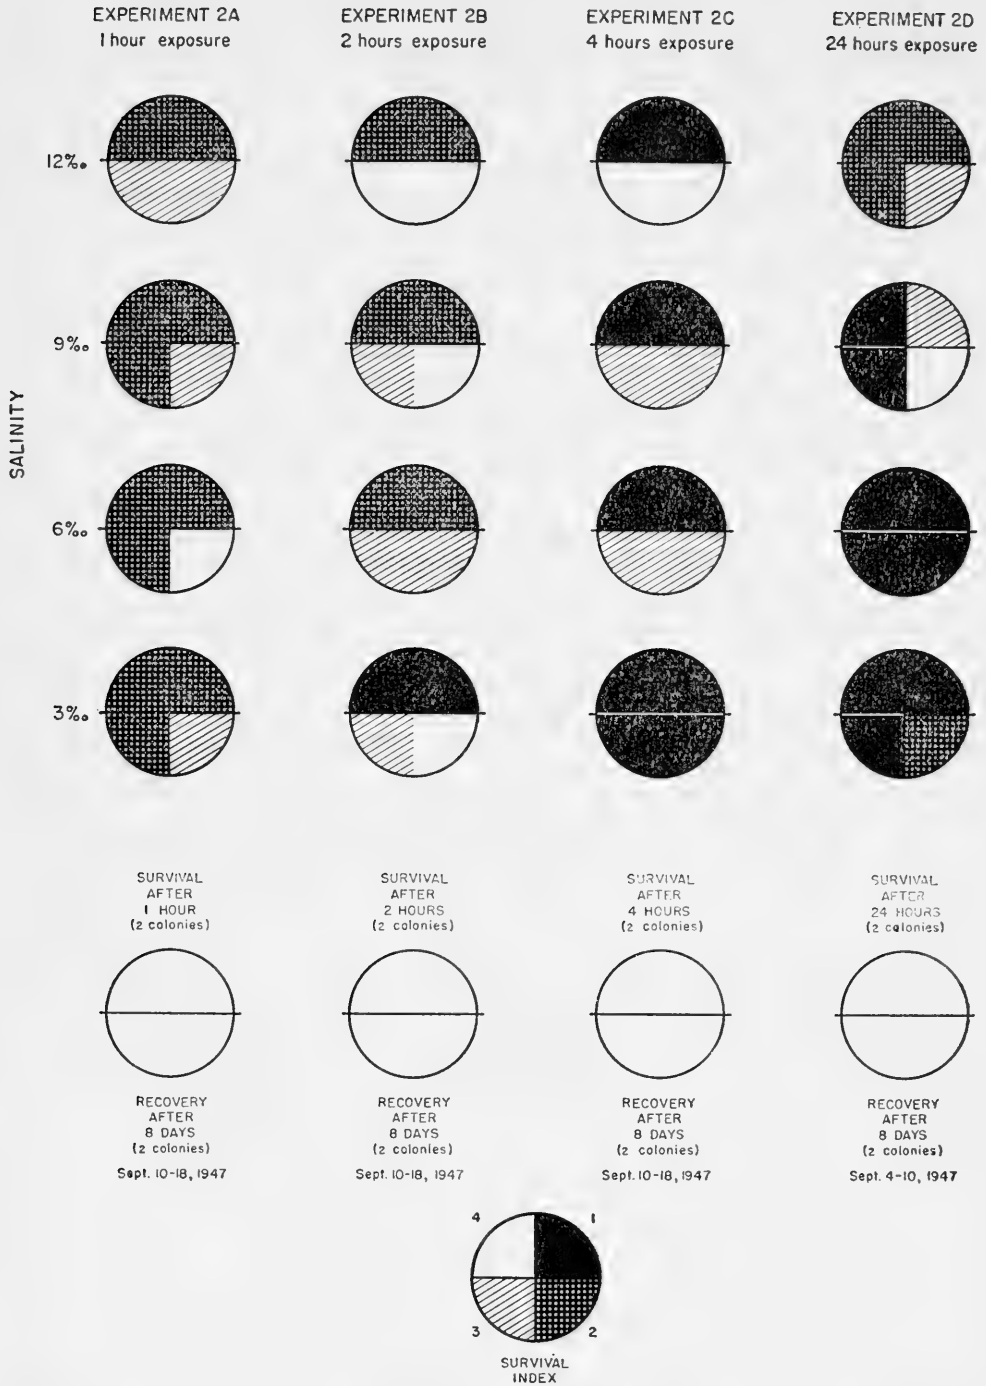 EXPERIMENT 2A
1 hour exposure
EXPERIMENT 2B
2 hours exposure
EXPERIMENT 2C
4 hours exposure
EXPERIMENT 2D
24 hours exposure
SALINITY
12‰
9‰
6‰
3‰
SURVIVAL
AFTER
1 HOUR
(2 colonies)
SURVIVAL
AFTER
2 HOURS
(2 colonies)
SURVIVAL
AFTER
4 HOURS
(2 colonies)
SURVIVAL
AFTER
24 HOURS
(2 colonies)
RECOVERY
AFTER
8 DAYS
(2 colonies)
Sept. 10-18, 1947
RECOVERY
AFTER
8 DAYS
(2 colonies)
Sept. 10-18, 1947
RECOVERY
AFTER
8 DAYS
(2 colonies)
Sept. 10-18, 1947
RECOVERY
AFTER
8 DAYS
(2 colonies)
Sept. 4-10, 1947
4
1
3
2
SURVIVAL
INDEX